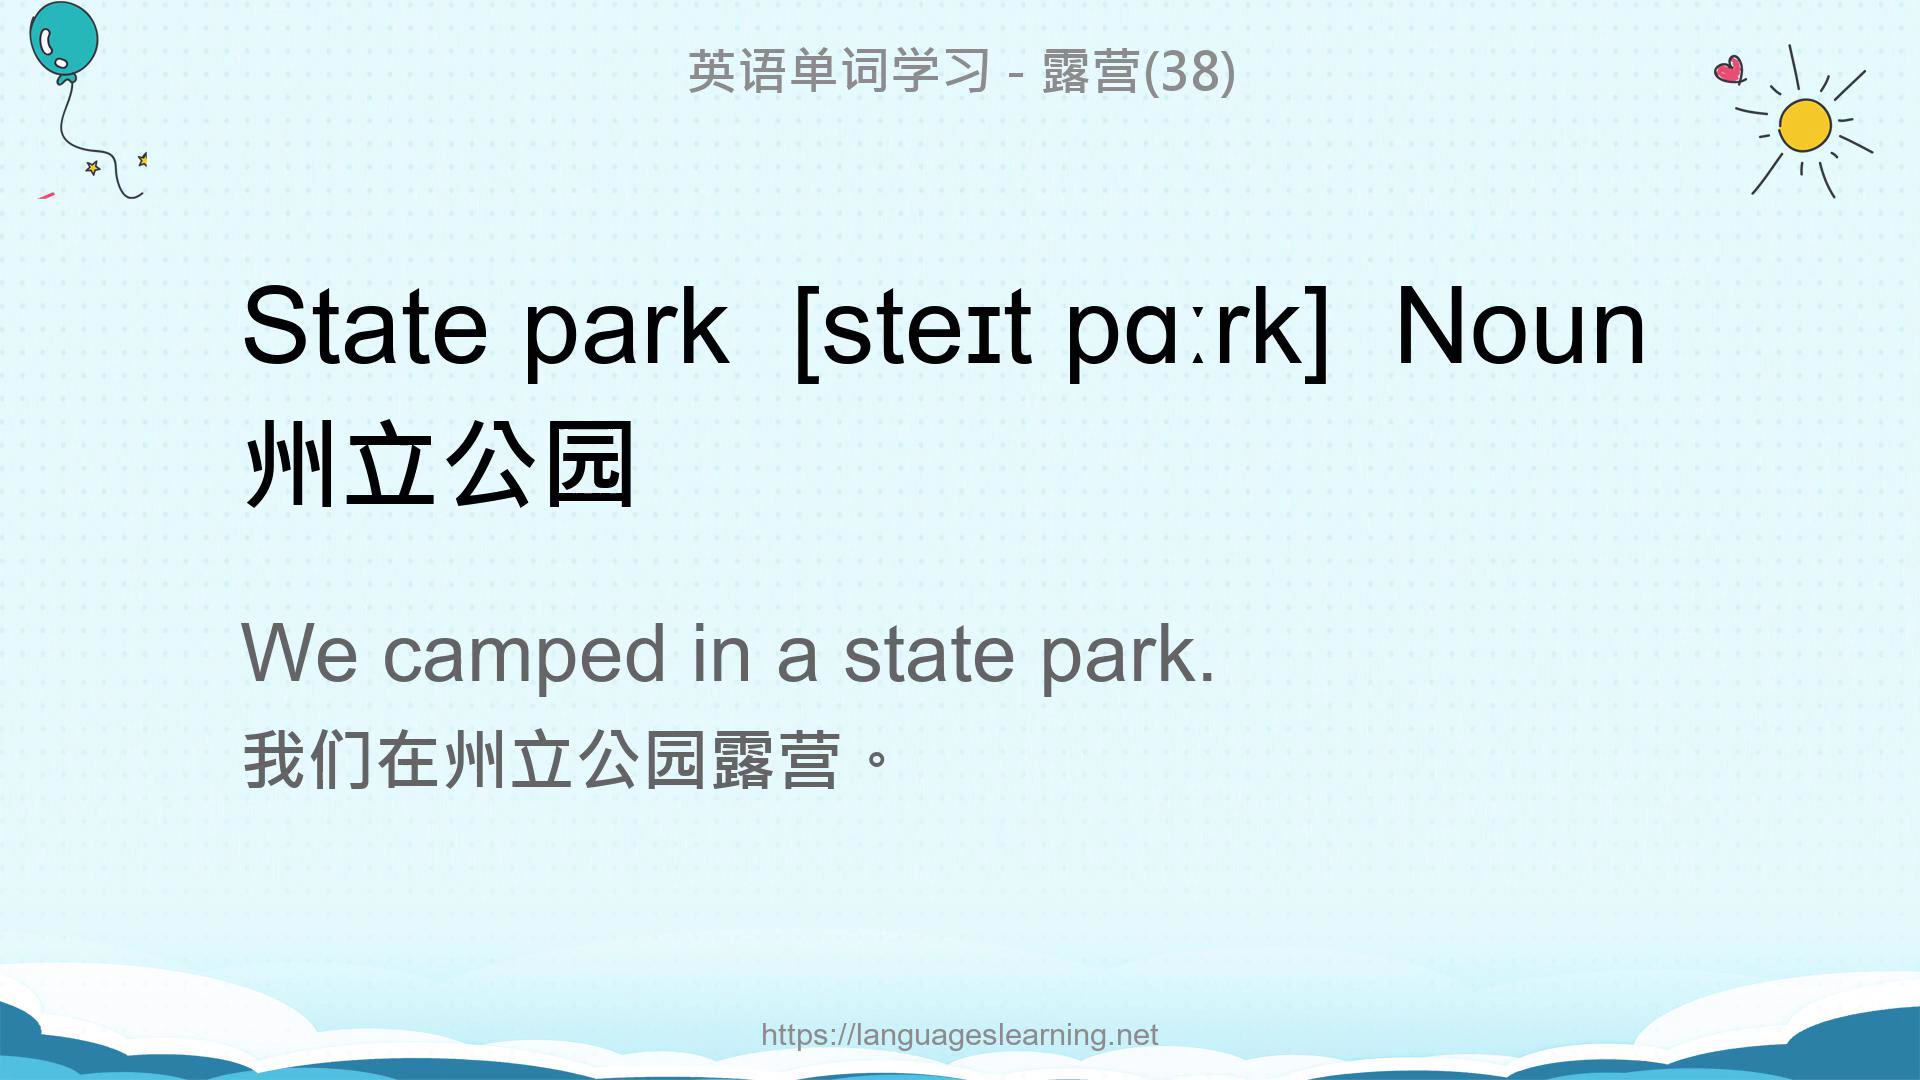 英语单词学习 - 露营(38)
State park [steɪt pɑːrk] Noun
州立公园
We camped in a state park.
我们在州立公园露营。
https://languageslearning.net